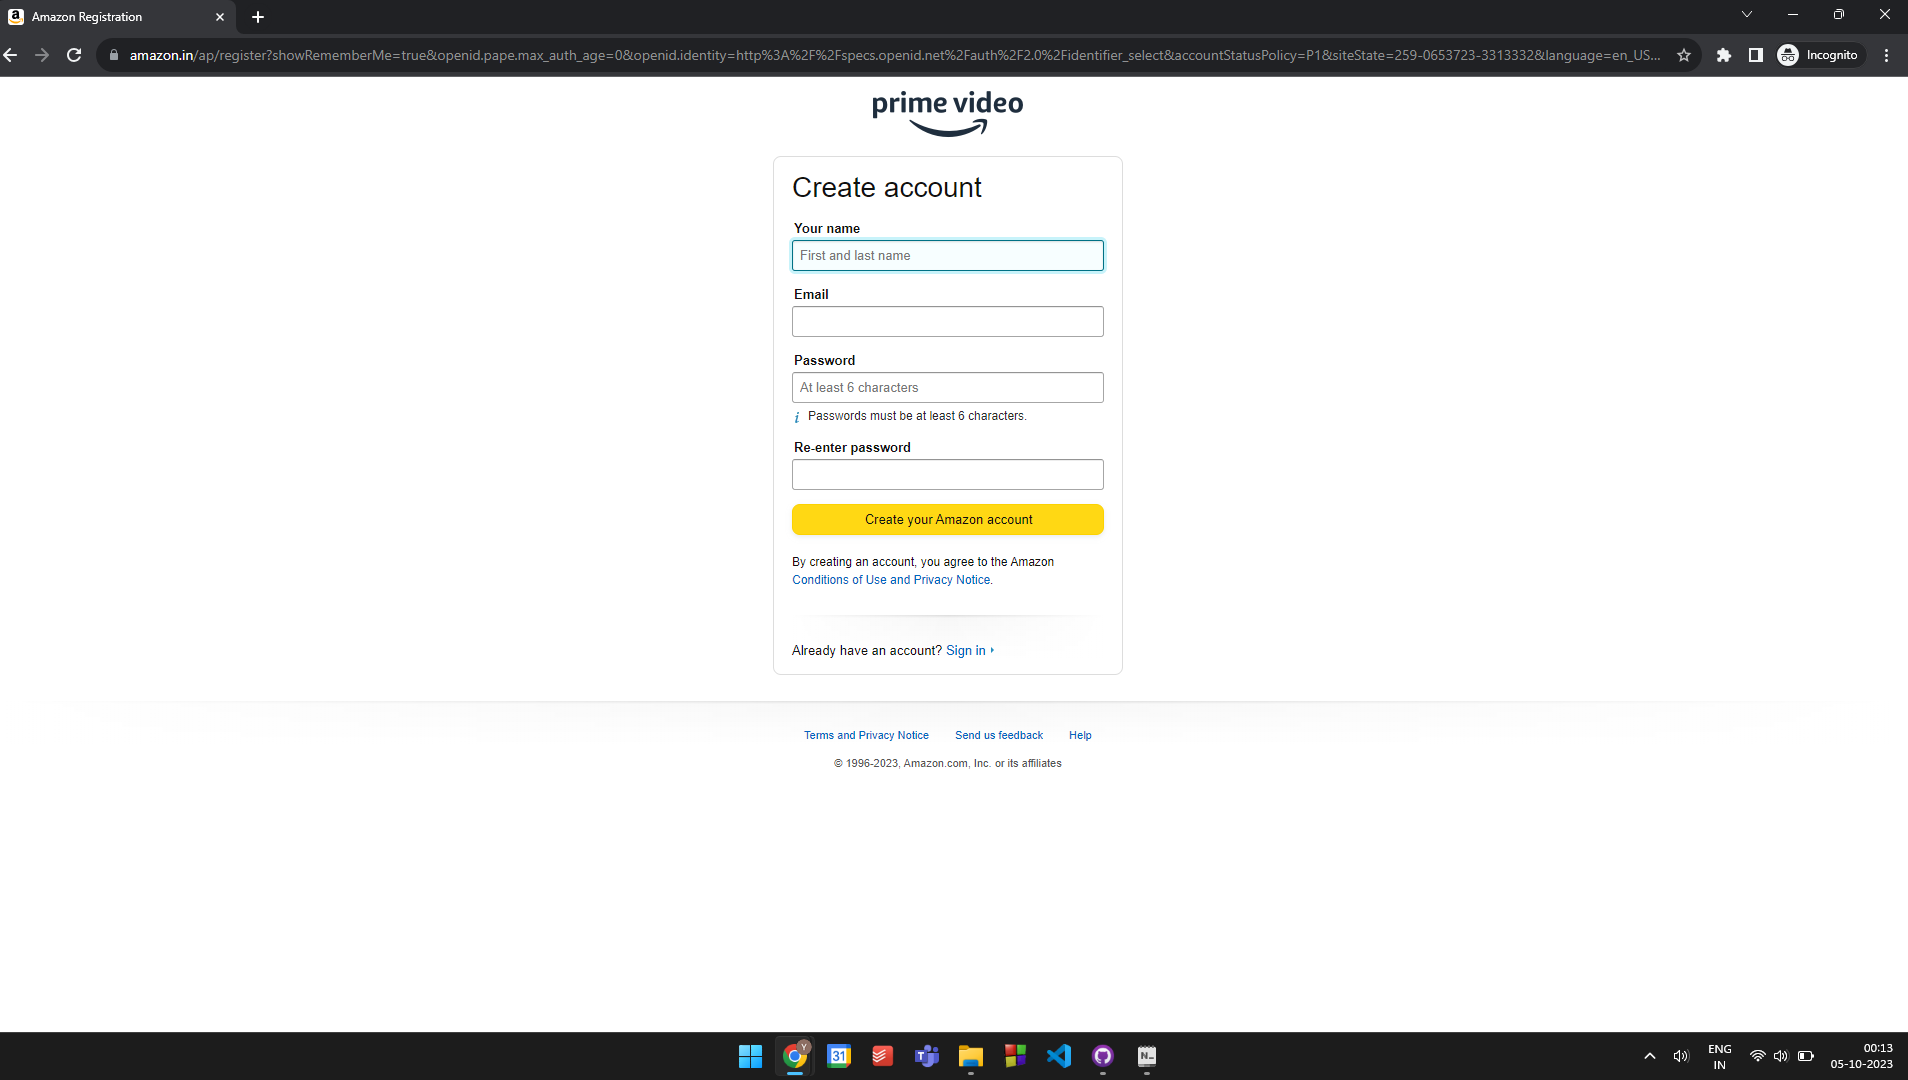 Amazon Registration
amazon.in/ap/register?showRememberMe=true&openid.pape.max_auth_age=0&openid.identity=http%3A%2F%2Fspecs.openid.net%2Fauth%2F2.0%2Fidentifier_select&accountStatusPolicy=P1&siteState=259-0653723-3313332&language=en_US...
Incognito
prime video
Create account
Your name
First and last name
Email
Password
At least 6 characters
i Passwords must be at least 6 characters.
Re-enter password
Create your Amazon account
By creating an account, you agree to the Amazon
Conditions of Use and Privacy Notice.
Already have an account? Sign in
Terms and Privacy Notice Send us feedback Help
© 1996-2023, Amazon.com, Inc. or its affiliates
ENG
IN
00:13
05-10-2023